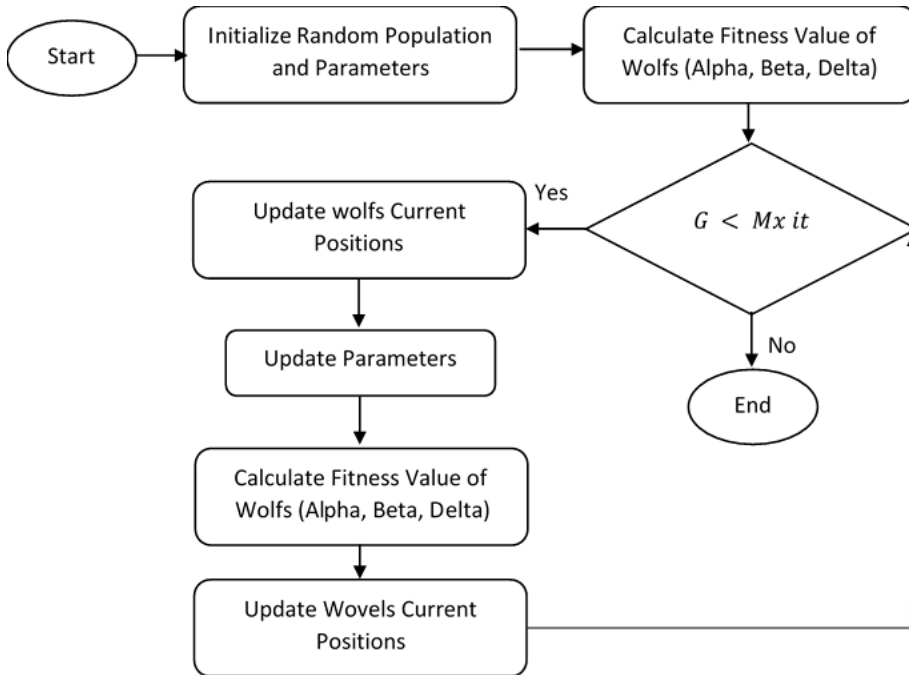 Start
Initialize Random Population
and Parameters
Calculate Fitness Value of
Wolfs (Alpha, Beta, Delta)
G < Mx it
Yes
Update wolfs Current
Positions
Update Parameters
Calculate Fitness Value of
Wolfs (Alpha, Beta, Delta)
Update Wovels Current
Positions
No
End